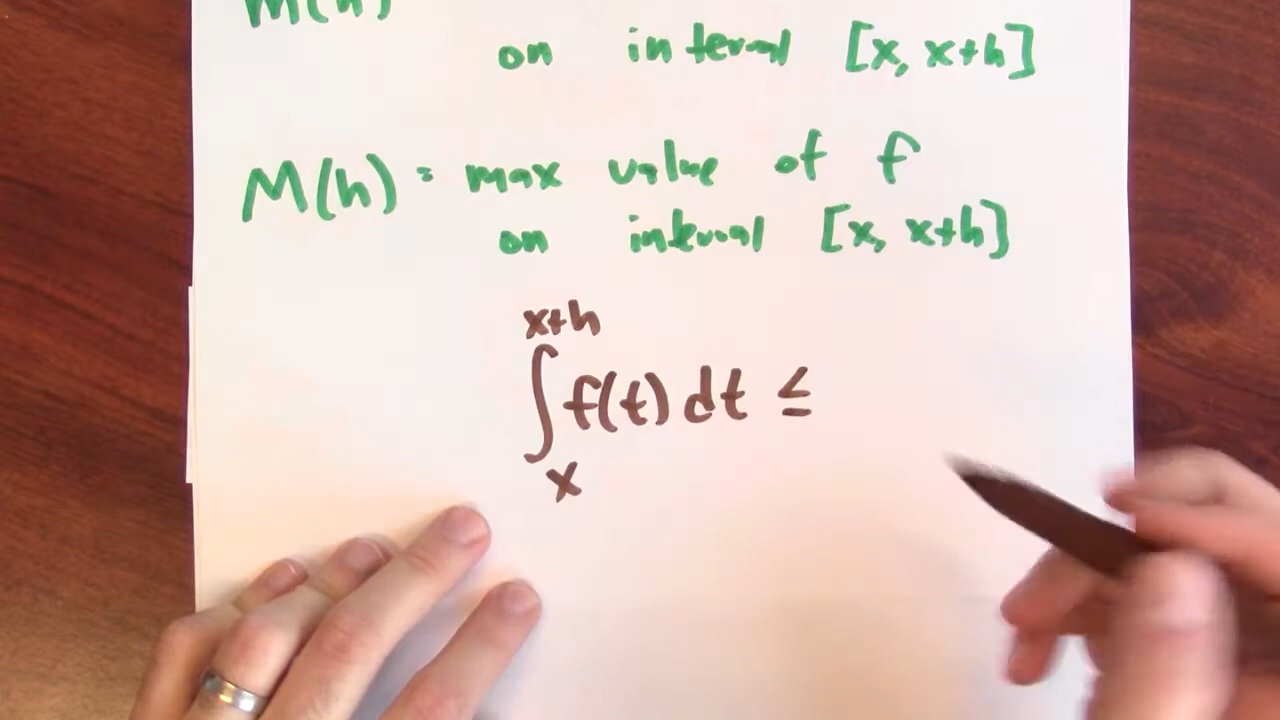 m(h)
on interval [x, x+h]
M(h) = max value of f
on interval [x, x+h]
x+h
∫ f(t) dt ≤
x